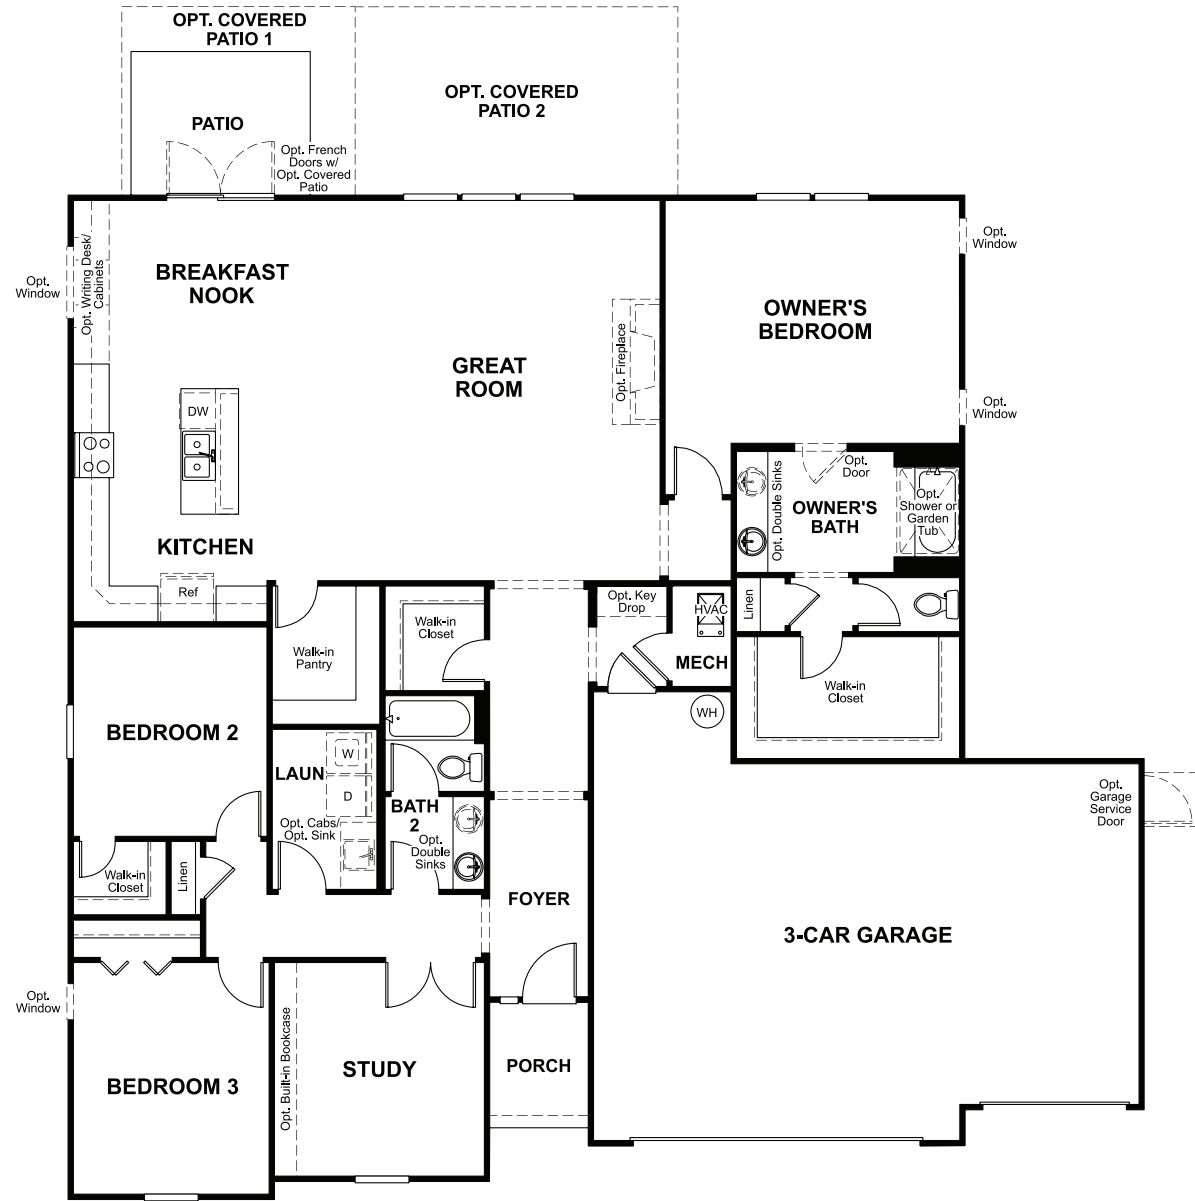 OPT. COVERED
PATIO 1
OPT. COVERED
PATIO 2
PATIO
Opt. French
Doors w/
Opt. Covered
Patio
Opt.
Window
Opt. Writing Desk/
Cabinets
BREAKFAST
NOOK
GREAT
ROOM
Opt. Fireplace
OWNER'S
BEDROOM
Opt.
Window
Opt.
Window
DW
KITCHEN
Ref
Opt. Double Sinks
Opt.
Door
OWNER'S
BATH
Opt.
Shower or
Garden
Tub
Linen
Walk-in
Closet
Walk-in
Pantry
Walk-in
Closet
Opt. Key
Drop
HVAC
MECH
WH
BEDROOM 2
LAUN
W
D
Opt. Cabs/
Opt. Sink
BATH
2
Opt.
Double
Sinks
Opt.
Garage
Service
Door
Walk-in
Closet
Linen
FOYER
3-CAR GARAGE
Opt.
Window
BEDROOM 3
Opt. Built-in Bookcase
STUDY
PORCH